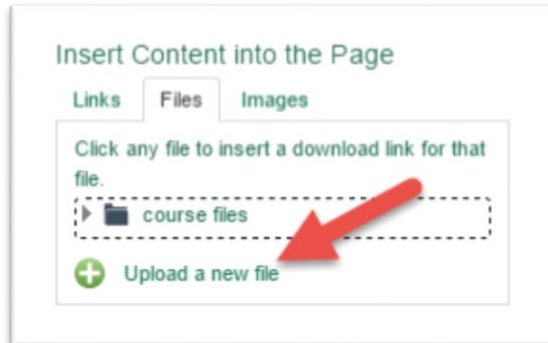 Insert Content into the Page
Links Files Images
Click any file to insert a download link for that
file.
course files
Upload a new file